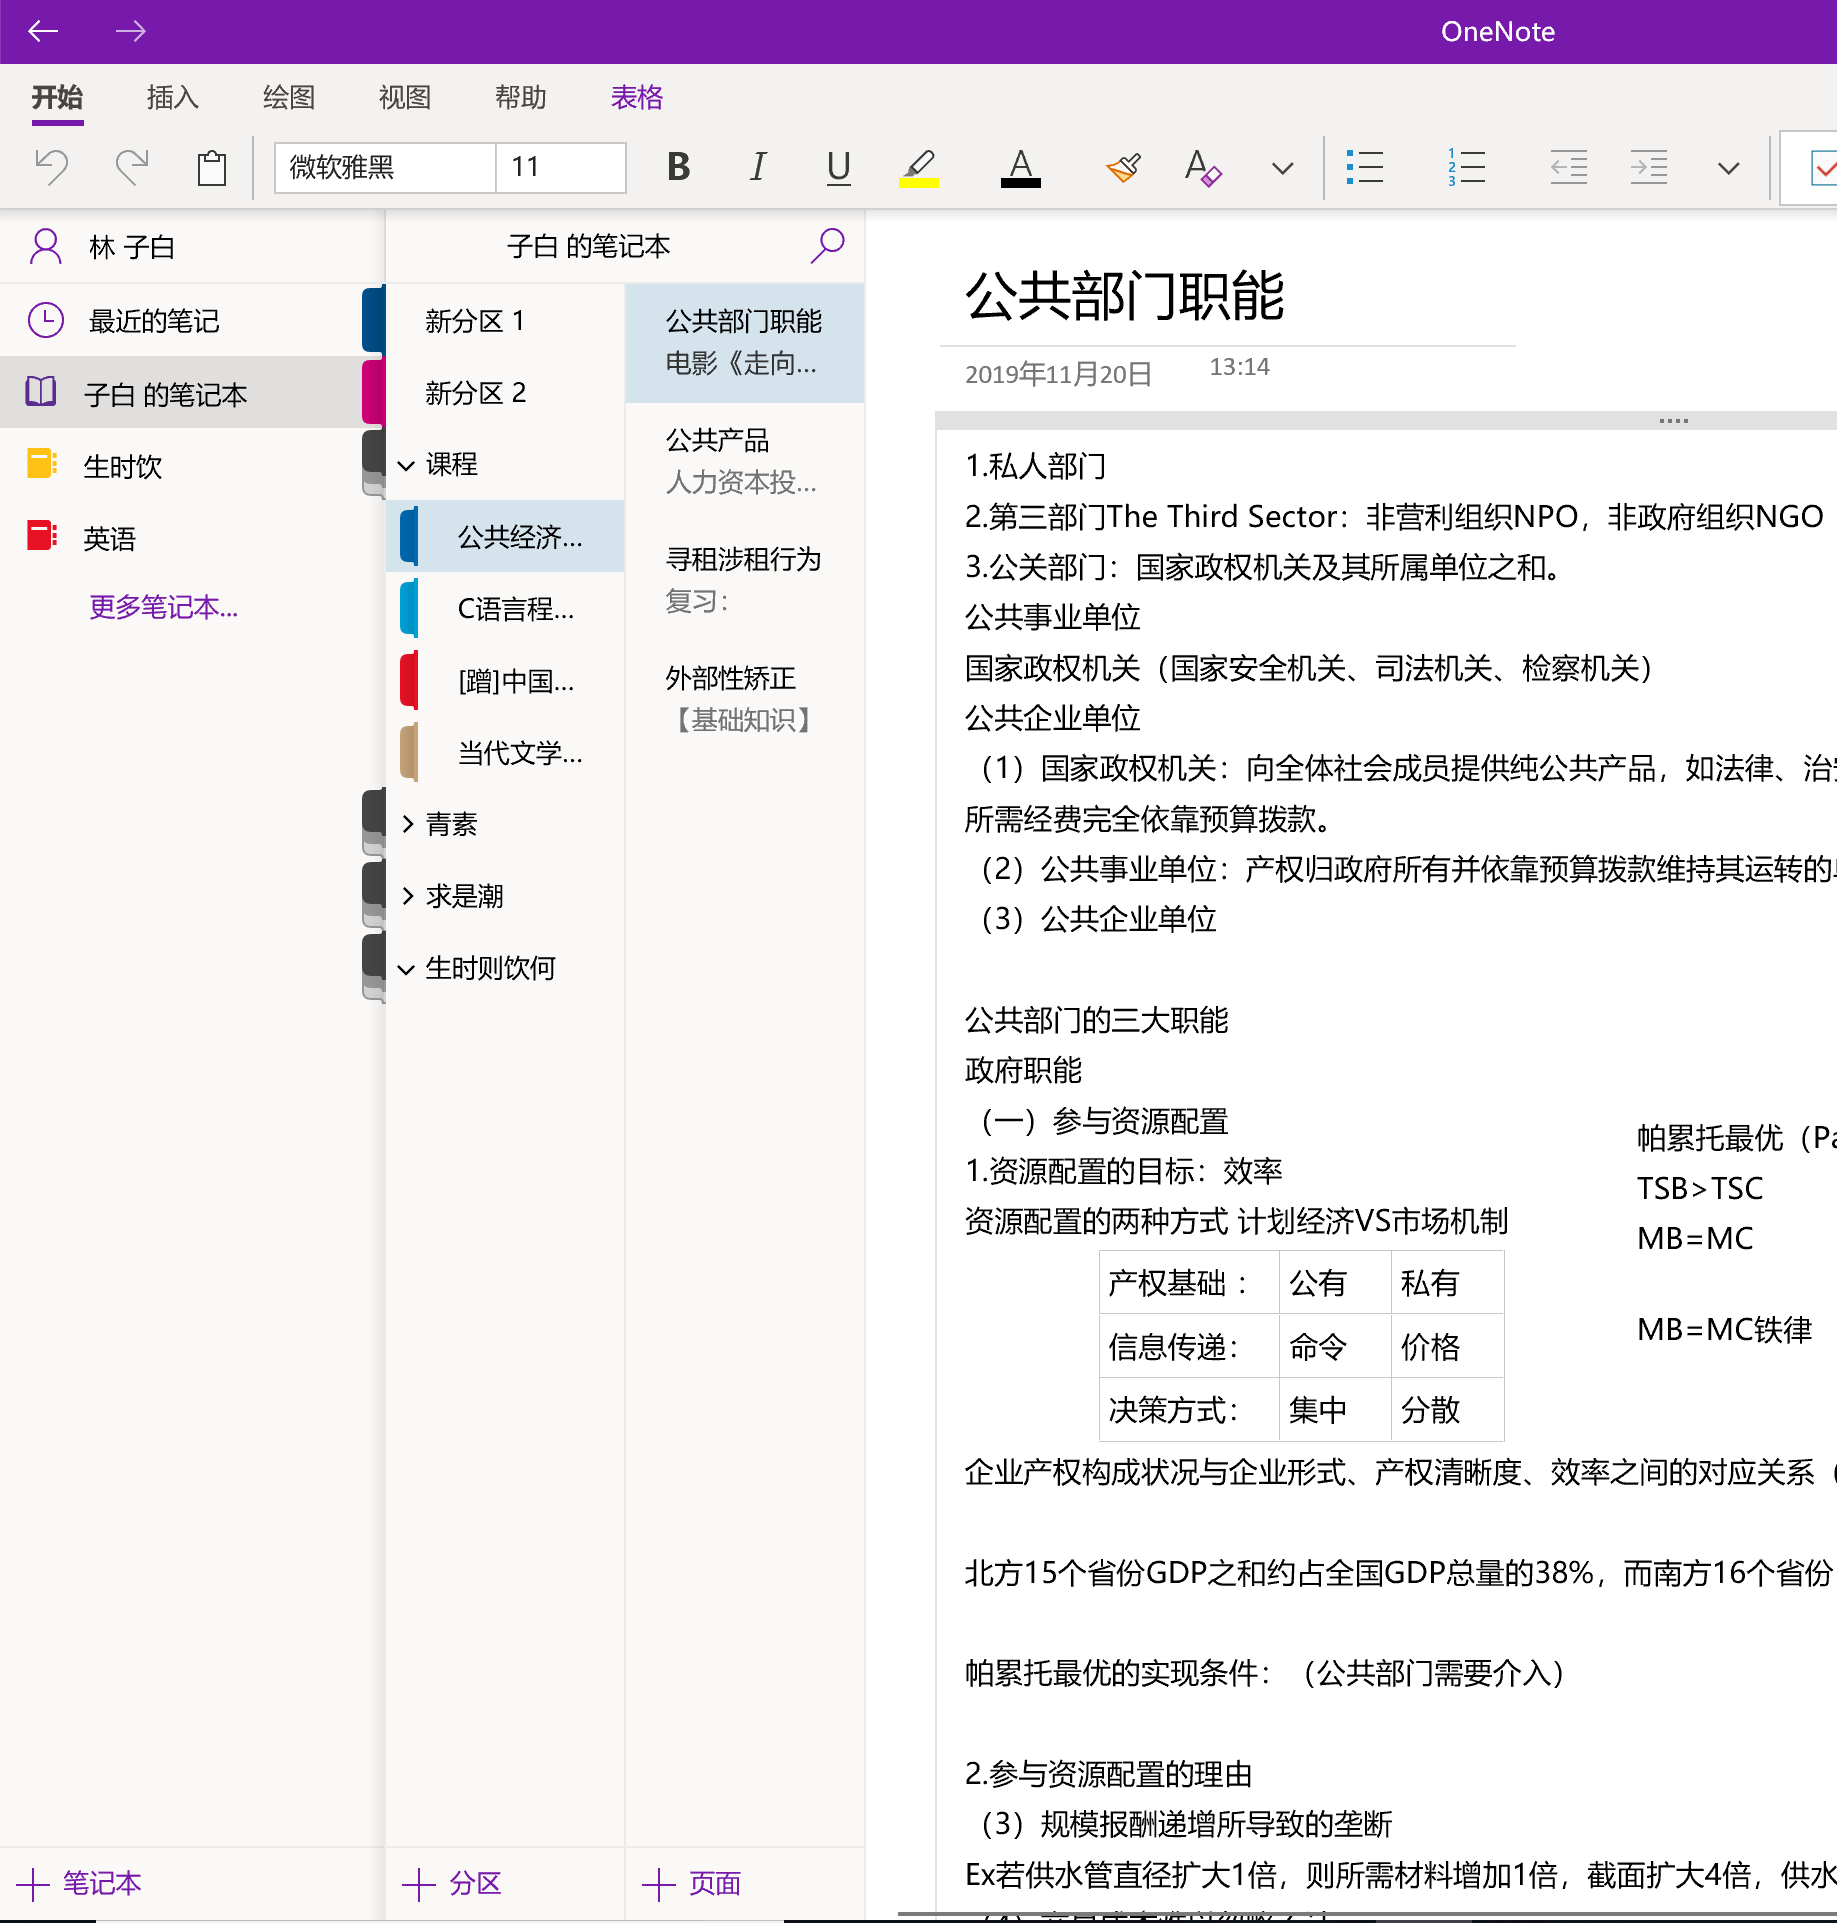 OneNote
开始 插入 绘图 视图 帮助 表格
微软雅黑 11 B I U A A
林 子白
最近的笔记
子白 的笔记本
生时饮
英语
更多笔记本...
笔记本
子白 的笔记本
新分区 1
新分区 2
课程
公共经济...
C语言程...
[蹭]中国...
当代文学...
青素
求是潮
生时则饮何
分区
公共部门职能
电影《走向...
公共产品
人力资本投...
寻租涉租行为
复习：
外部性矫正
【基础知识】
页面
公共部门职能
2019年11月20日 13:14
1.私人部门
2.第三部门The Third Sector：非营利组织NPO，非政府组织NGO
3.公关部门：国家政权机关及其所属单位之和。
公共事业单位
国家政权机关（国家安全机关、司法机关、检察机关）
公共企业单位
（1）国家政权机关：向全体社会成员提供纯公共产品，如法律、治
所需经费完全依靠预算拨款。
（2）公共事业单位：产权归政府所有并依靠预算拨款维持其运转的
（3）公共企业单位
公共部门的三大职能
政府职能
（一）参与资源配置
1.资源配置的目标：效率
资源配置的两种方式 计划经济VS市场机制
产权基础 ： 公有 私有
信息传递： 命令 价格
决策方式： 集中 分散
企业产权构成状况与企业形式、产权清晰度、效率之间的对应关系（
北方15个省份GDP之和约占全国GDP总量的38%，而南方16个省份
帕累托最优的实现条件：（公共部门需要介入）
2.参与资源配置的理由
（3）规模报酬递增所导致的垄断
Ex若供水管直径扩大1倍，则所需材料增加1倍，截面扩大4倍，供水
帕累托最优（Pa
TSB>TSC
MB=MC
MB=MC铁律